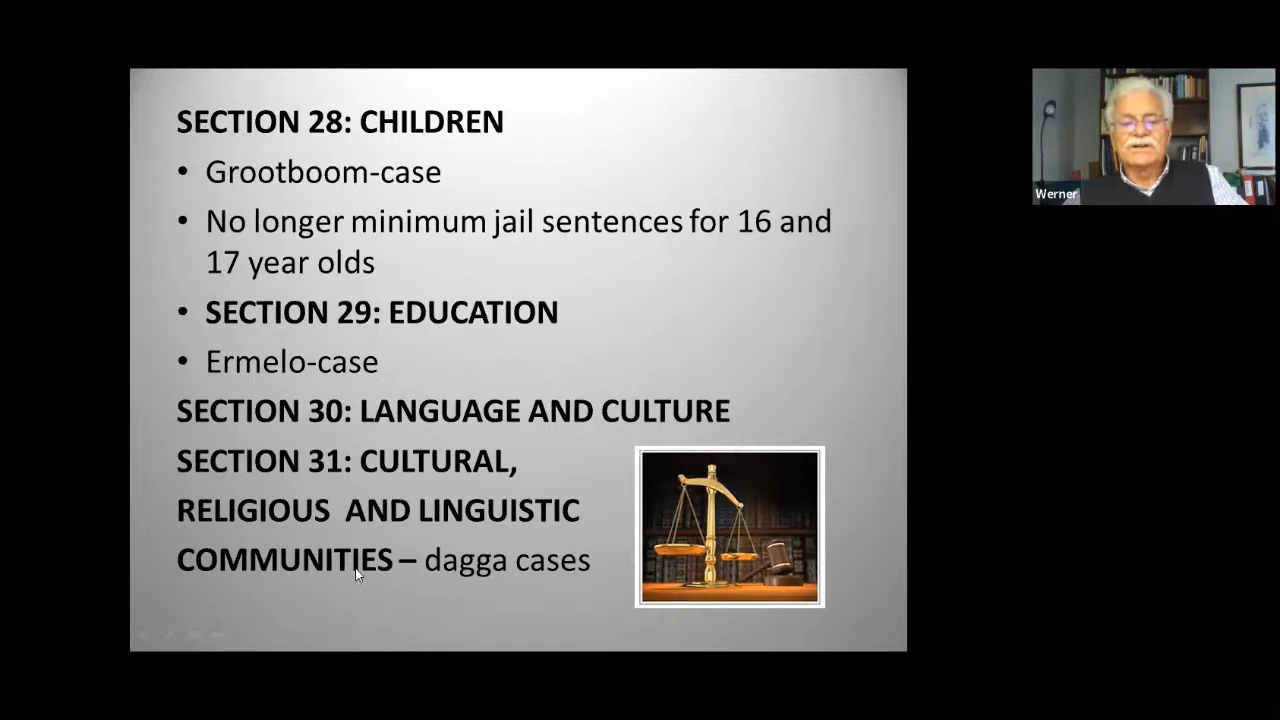 SECTION 28: CHILDREN
• Grootboom-case
• No longer minimum jail sentences for 16 and
17 year olds
• SECTION 29: EDUCATION
• Ermelo-case
SECTION 30: LANGUAGE AND CULTURE
SECTION 31: CULTURAL,
RELIGIOUS AND LINGUISTIC
COMMUNITIES – dagga cases
Werner